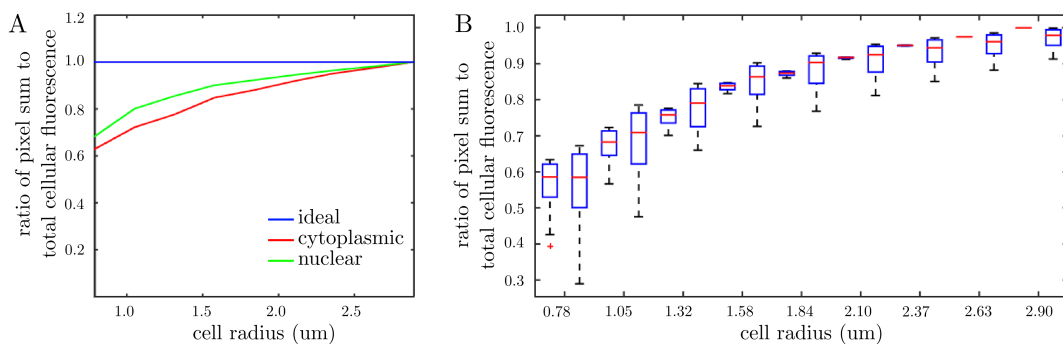 A
ratio of pixel sum to
total cellular fluorescence
1.2
1.0
0.8
0.6
0.4
0.2
ideal
cytoplasmic
nuclear
1.0 1.5 2.0 2.5
cell radius (um)
B
ratio of pixel sum to
total cellular fluorescence
1.0
0.9
0.8
0.7
0.6
0.5
0.4
0.3
0.78 1.05 1.32 1.58 1.84 2.10 2.37 2.63 2.90
cell radius (um)